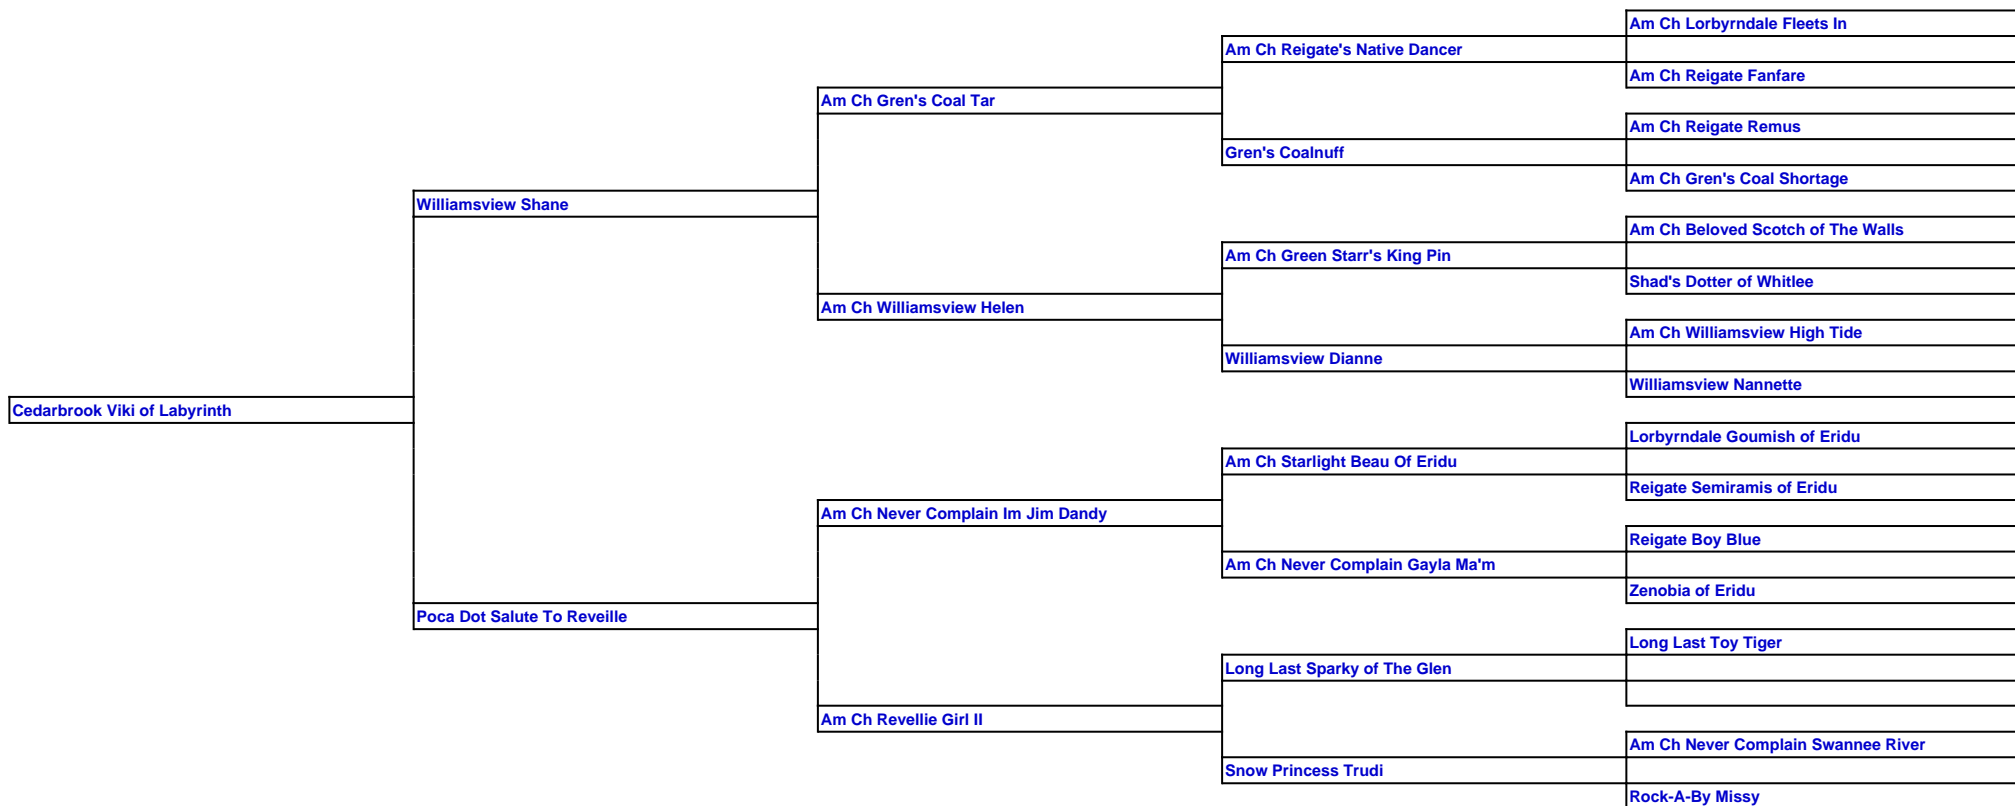 Am Ch Lorbyrndale Fleets In
Am Ch Reigate's Native Dancer
Am Ch Reigate Fanfare
Am Ch Gren's Coal Tar
Am Ch Reigate Remus
Gren's Coalnuff
Am Ch Gren's Coal Shortage
Williamsview Shane
Am Ch Beloved Scotch of The Walls
Am Ch Green Starr's King Pin
Shad's Dotter of Whitlee
Am Ch Williamsview Helen
Am Ch Williamsview High Tide
Williamsview Dianne
Williamsview Nannette
Cedarbrook Viki of Labyrinth
Lorbyrndale Goumish of Eridu
Am Ch Starlight Beau Of Eridu
Reigate Semiramis of Eridu
Am Ch Never Complain Im Jim Dandy
Reigate Boy Blue
Am Ch Never Complain Gayla Ma'm
Zenobia of Eridu
Poca Dot Salute To Reveille
Long Last Toy Tiger
Long Last Sparky of The Glen
Am Ch Revellie Girl II
Am Ch Never Complain Swannee River
Snow Princess Trudi
Rock-A-By Missy